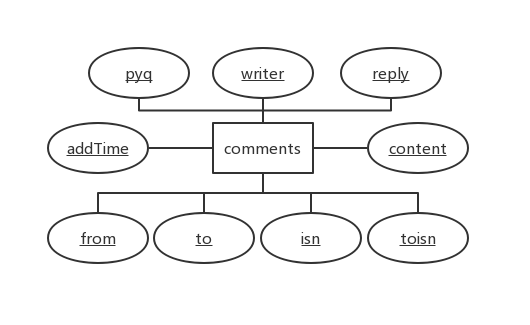 pyq writer reply
addTime comments content
from to isn toisn